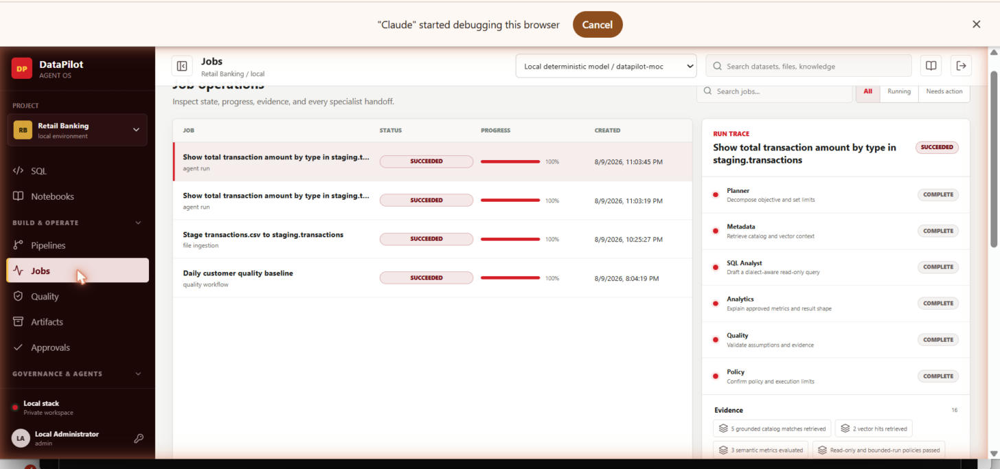 "Claude" started debugging this browser
Cancel
DP
DataPilot
AGENT OS
PROJECT
RB
Retail Banking
local environment
SQL
Notebooks
BUILD & OPERATE
Pipelines
Jobs
Quality
Artifacts
Approvals
GOVERNANCE & AGENTS
Local stack
Private workspace
LA
Local Administrator
admin
Jobs
Retail Banking / local
Local deterministic model / datapilot-moc
Search datasets, files, knowledge
Job operations
Inspect state, progress, evidence, and every specialist handoff.
Search jobs...
All
Running
Needs action
JOB STATUS PROGRESS CREATED
Show total transaction amount by type in staging.t... SUCCEEDED 100% 8/9/2026, 11:03:45 PM
agent run
Show total transaction amount by type in staging.t... SUCCEEDED 100% 8/9/2026, 11:03:19 PM
agent run
Stage transactions.csv to staging.transactions SUCCEEDED 100% 8/9/2026, 10:25:27 PM
file ingestion
Daily customer quality baseline SUCCEEDED 100% 8/9/2026, 8:04:19 PM
quality workflow
RUN TRACE
Show total transaction amount by type in
staging.transactions
SUCCEEDED
Planner
Decompose objective and set limits
COMPLETE
Metadata
Retrieve catalog and vector context
COMPLETE
SQL Analyst
Draft a dialect-aware read-only query
COMPLETE
Analytics
Explain approved metrics and result shape
COMPLETE
Quality
Validate assumptions and evidence
COMPLETE
Policy
Confirm policy and execution limits
COMPLETE
Evidence 16
5 grounded catalog matches retrieved
2 vector hits retrieved
3 semantic metrics evaluated
Read-only and bounded-run policies passed